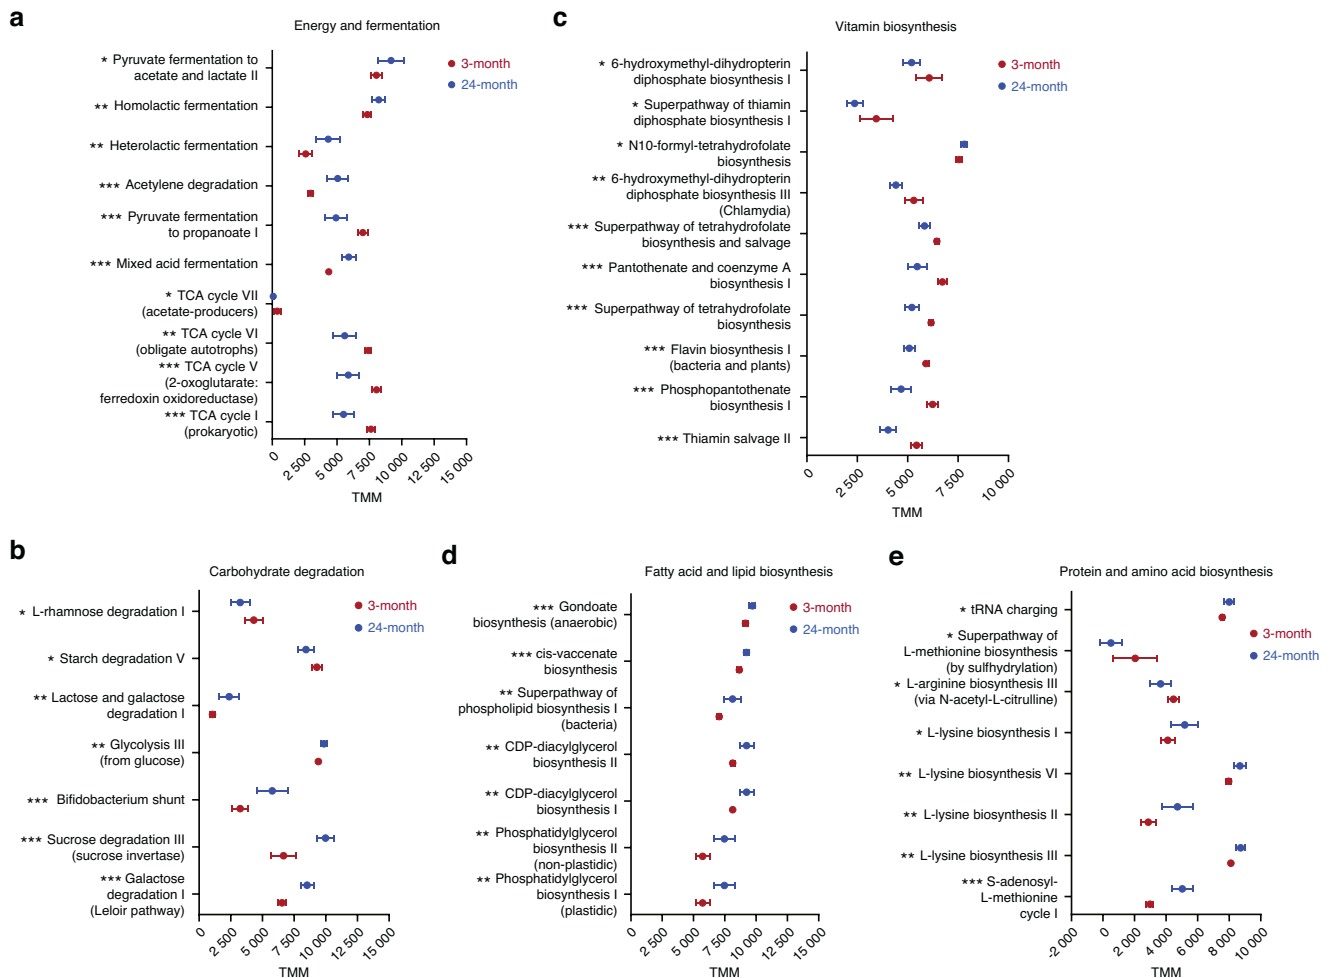 a
Energy and fermentation
* Pyruvate fermentation to
acetate and lactate II
** Homolactic fermentation
** Heterolactic fermentation
*** Acetylene degradation
*** Pyruvate fermentation
to propanoate I
*** Mixed acid fermentation
* TCA cycle VII
(acetate-producers)
** TCA cycle VI
(obligate autotrophs)
*** TCA cycle V
(2-oxoglutarate:
ferredoxin oxidoreductase)
*** TCA cycle I
(prokaryotic)
3-month
24-month
0
2 500
5 000
7 500
10 000
12 500
15 000
TMM
c
Vitamin biosynthesis
* 6-hydroxymethyl-dihydropterin
diphosphate biosynthesis I
* Superpathway of thiamin
diphosphate biosynthesis I
* N10-formyl-tetrahydrofolate
biosynthesis
** 6-hydroxymethyl-dihydropterin
diphosphate biosynthesis III
(Chlamydia)
*** Superpathway of tetrahydrofolate
biosynthesis and salvage
*** Pantothenate and coenzyme A
biosynthesis I
*** Superpathway of tetrahydrofolate
biosynthesis
*** Flavin biosynthesis I
(bacteria and plants)
*** Phosphopantothenate
biosynthesis I
*** Thiamin salvage II
3-month
24-month
0
2 500
5 000
7 500
10 000
TMM
b
Carbohydrate degradation
* L-rhamnose degradation I
* Starch degradation V
** Lactose and galactose
degradation I
** Glycolysis III
(from glucose)
*** Bifidobacterium shunt
*** Sucrose degradation III
(sucrose invertase)
*** Galactose
degradation I
(Leloir pathway)
3-month
24-month
0
2 500
5 000
7 500
10 000
12 500
15 000
TMM
d
Fatty acid and lipid biosynthesis
*** Gondoate
biosynthesis (anaerobic)
*** cis-vaccenate
biosynthesis
** Superpathway of
phospholipid biosynthesis I
(bacteria)
** CDP-diacylglycerol
biosynthesis II
** CDP-diacylglycerol
biosynthesis I
** Phosphatidylglycerol
biosynthesis II
(non-plastidic)
** Phosphatidylglycerol
biosynthesis I
(plastidic)
3-month
24-month
0
2 500
5 000
7 500
10 000
12 500
15 000
TMM
e
Protein and amino acid biosynthesis
* tRNA charging
* Superpathway of
L-methionine biosynthesis
(by sulfhydrylation)
* L-arginine biosynthesis III
(via N-acetyl-L-citrulline)
* L-lysine biosynthesis I
** L-lysine biosynthesis VI
** L-lysine biosynthesis II
** L-lysine biosynthesis III
*** S-adenosyl-
L-methionine
cycle I
3-month
24-month
-2 000
0
2 000
4 000
6 000
8 000
10 000
TMM